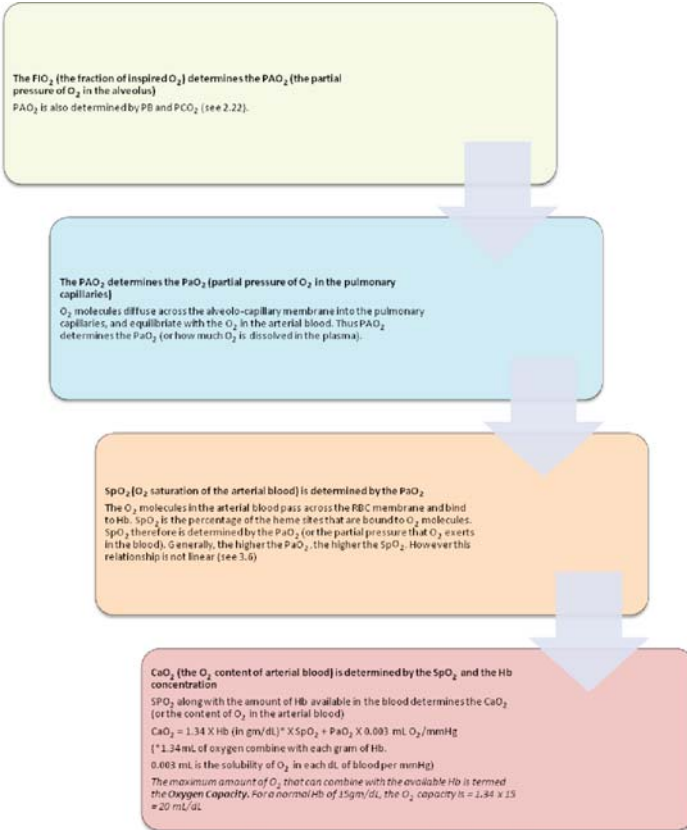 The FIO₂ (the fraction of inspired O₂) determines the PAO₂ (the partial
pressure of O₂ in the alveolus)
PAO₂ is also determined by PB and PCO₂ (see 2.22).
The PAO₂ determines the PaO₂ (partial pressure of O₂ in the pulmonary
capillaries)
O₂ molecules diffuse across the alveolo-capillary membrane into the pulmonary
capillaries, and equilibriate with the O₂ in the arterial blood. Thus PAO₂
determines the PaO₂ (or how much O₂ is dissolved in the plasma).
SpO₂ (O₂ saturation of the arterial blood) is determined by the PaO₂
The O₂ molecules in the arterial blood pass across the RBC membrane and bind
to Hb. SpO₂ is the percentage of the heme sites that are bound to O₂ molecules.
SpO₂ therefore is determined by the PaO₂ (or the partial pressure that O₂ exerts
in the blood). Generally, the higher the PaO₂, the higher the SpO₂. However this
relationship is not linear (see 3.6)
CaO₂ (the O₂ content of arterial blood) is determined by the SpO₂ and the Hb
concentration
SPO₂ along with the amount of Hb available in the blood determines the CaO₂
(or the content of O₂ in the arterial blood)
CaO₂ = 1.34 X Hb (in gm/dL)* X SpO₂ + PaO₂ X 0.003 mL O₂/mmHg
(*1.34 mL of oxygen combine with each gram of Hb.
0.003 mL is the solubility of O₂ in each dL of blood per mmHg)
The maximum amount of O₂ that can combine with the available Hb is termed
the Oxygen Capacity. For a normal Hb of 15gm/dL, the O₂ capacity is = 1.34 x 15
= 20 mL/dL